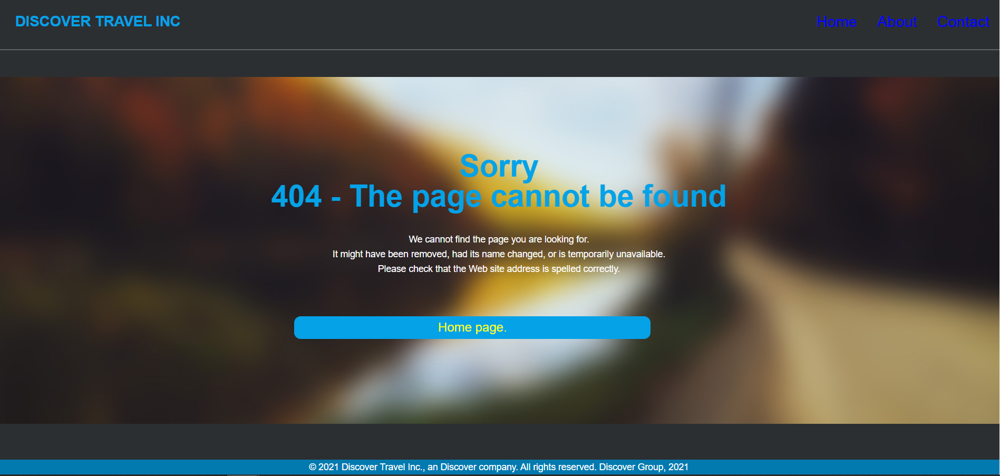 DISCOVER TRAVEL INC
Home About Contact
Sorry
404 - The page cannot be found
We cannot find the page you are looking for.
It might have been removed, had its name changed, or is temporarily unavailable.
Please check that the Web site address is spelled correctly.
Home page.
© 2021 Discover Travel Inc., an Discover company. All rights reserved. Discover Group, 2021